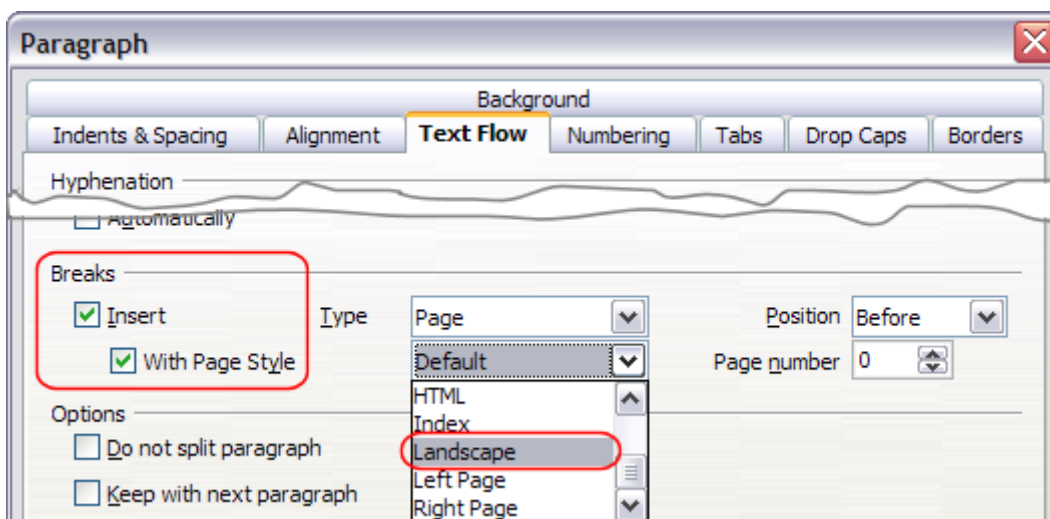 Paragraph
Background
Indents & Spacing Alignment Text Flow Numbering Tabs Drop Caps Borders
Hyphenation
Automatically
Breaks
Insert Type Page Position Before
With Page Style Default Page number 0
HTML
Index
Options
Landscape
Do not split paragraph
Left Page
Keep with next paragraph
Right Page